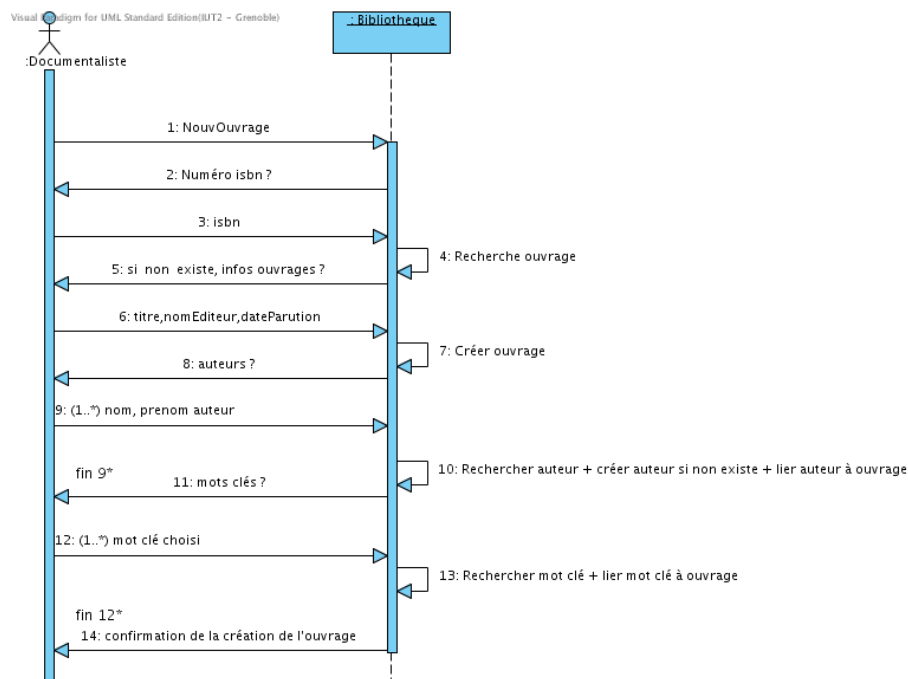 Visual Paradigm for UML Standard Edition(IUT2 - Grenoble)
: Bibliotheque
:Documentaliste
1: NouvOuvrage
2: Numéro isbn ?
3: isbn
4: Recherche ouvrage
5: si non existe, infos ouvrages ?
6: titre,nomEditeur,dateParution
7: Créer ouvrage
8: auteurs ?
9: (1..*) nom, prenom auteur
10: Rechercher auteur + créer auteur si non existe + lier auteur à ouvrage
fin 9*
11: mots clés ?
12: (1..*) mot clé choisi
13: Rechercher mot clé + lier mot clé à ouvrage
fin 12*
14: confirmation de la création de l'ouvrage